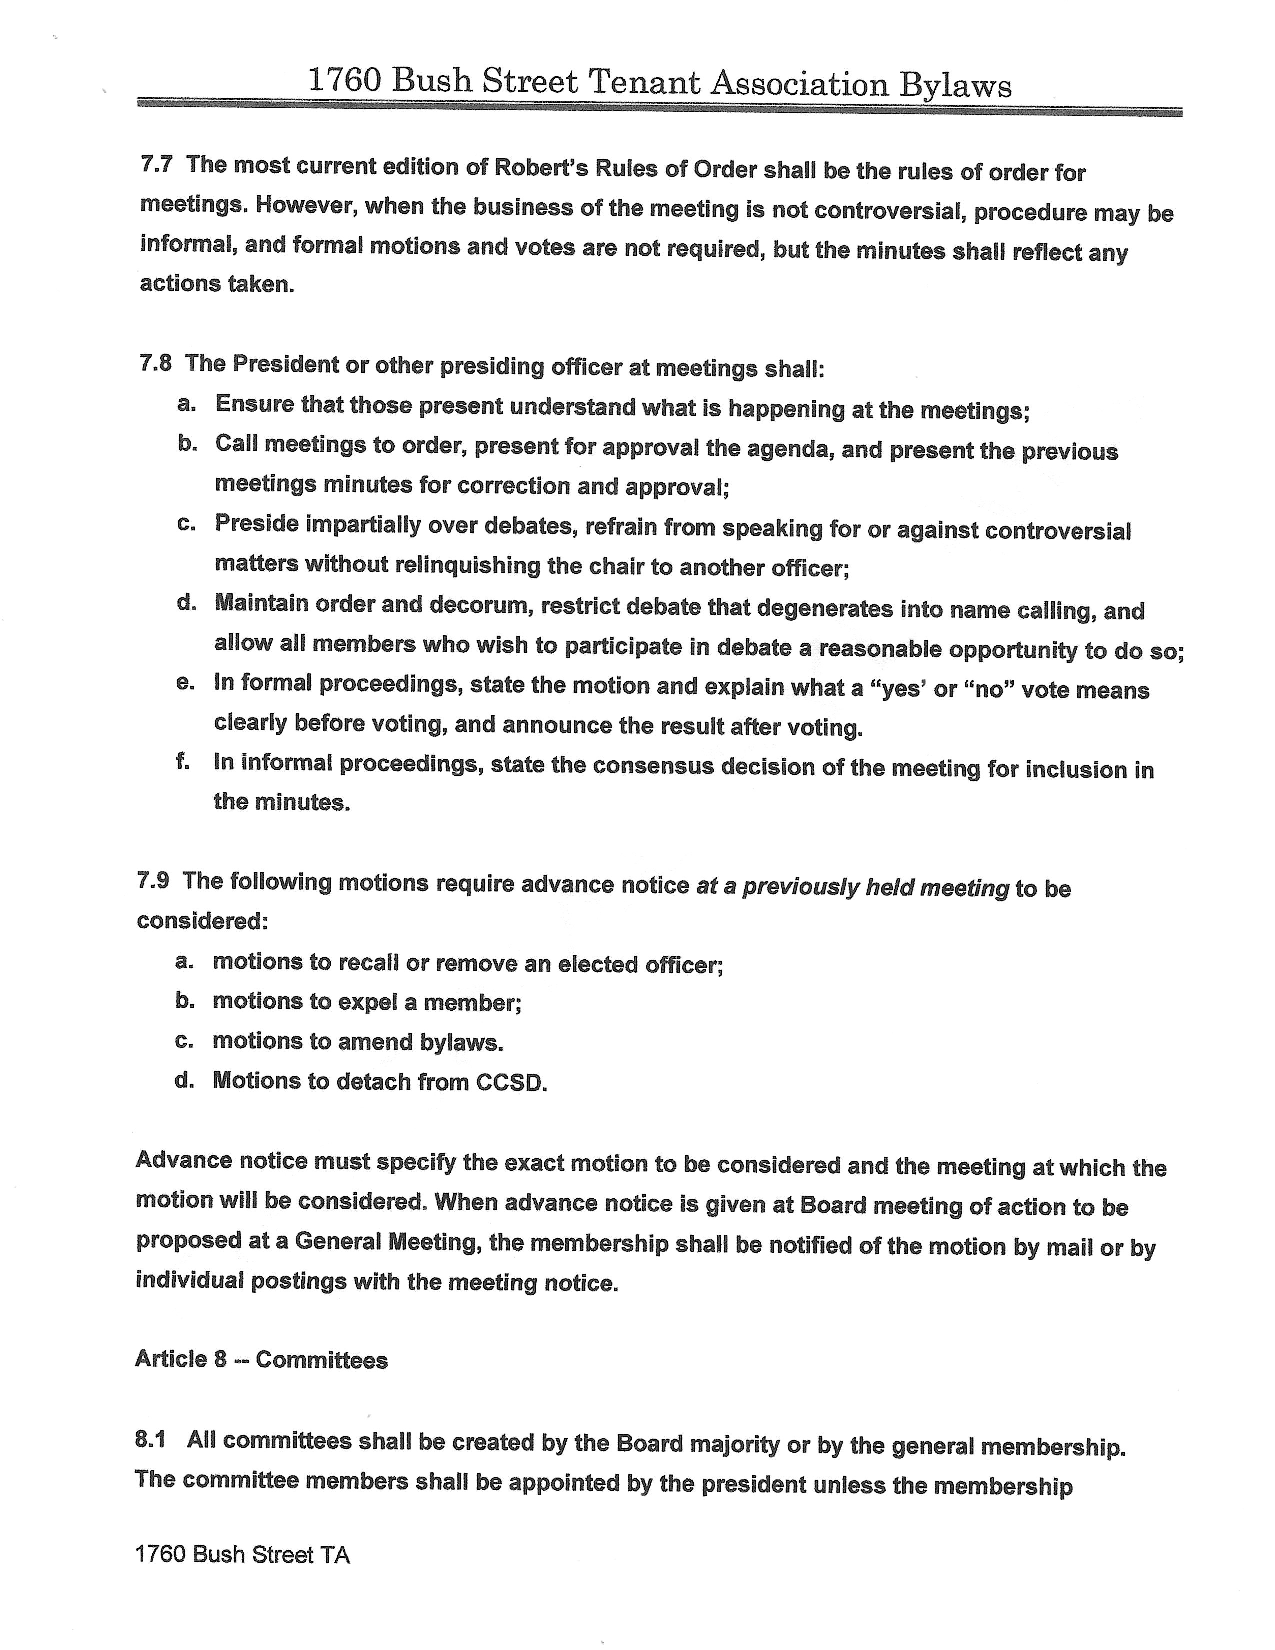 1760 Bush Street Tenant Association Bylaws
7.7 The most current edition of Robert's Rules of Order shall be the rules of order for
meetings. However, when the business of the meeting is not controversial, procedure may be
informal, and formal motions and votes are not required, but the minutes shall reflect any
actions taken.
7.8 The President or other presiding officer at meetings shall:
a. Ensure that those present understand what is happening at the meetings;
b. Call meetings to order, present for approval the agenda, and present the previous
meetings minutes for correction and approval;
c. Preside impartially over debates, refrain from speaking for or against controversial
matters without relinquishing the chair to another officer;
d. Maintain order and decorum, restrict debate that degenerates into name calling, and
allow all members who wish to participate in debate a reasonable opportunity to do so;
e. In formal proceedings, state the motion and explain what a “yes’ or “no” vote means
clearly before voting, and announce the result after voting.
f. In informal proceedings, state the consensus decision of the meeting for inclusion in
the minutes.
7.9 The following motions require advance notice at a previously held meeting to be
considered:
a. motions to recall or remove an elected officer;
b. motions to expel a member;
c. motions to amend bylaws.
d. Motions to detach from CCSD.
Advance notice must specify the exact motion to be considered and the meeting at which the
motion will be considered. When advance notice is given at Board meeting of action to be
proposed at a General Meeting, the membership shall be notified of the motion by mail or by
individual postings with the meeting notice.
Article 8 -- Committees
8.1 All committees shall be created by the Board majority or by the general membership.
The committee members shall be appointed by the president unless the membership
1760 Bush Street TA